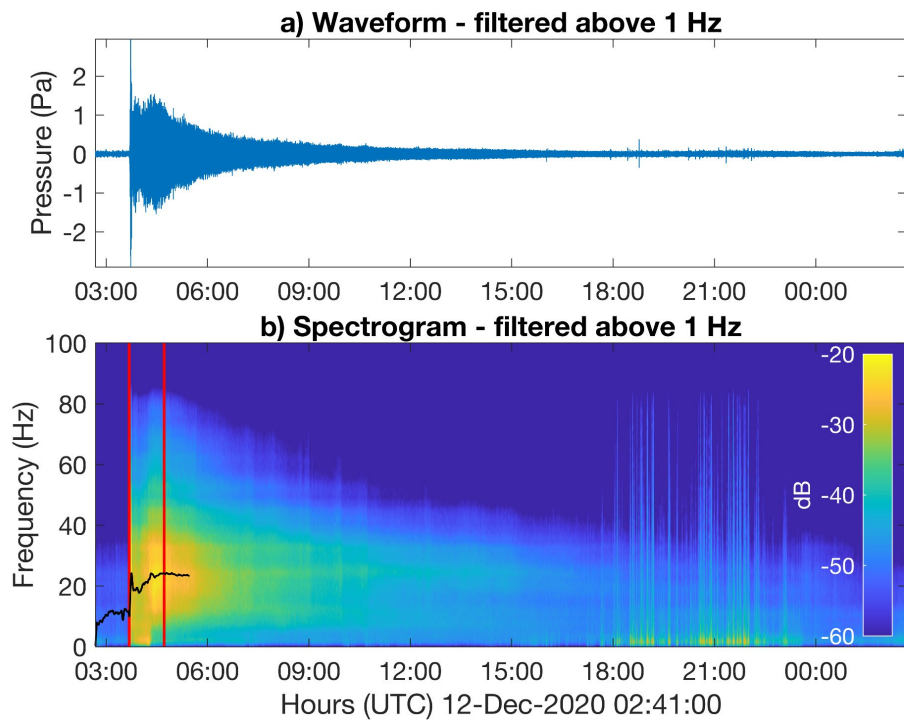 a) Waveform - filtered above 1 Hz
Pressure (Pa)
2
1
0
-1
-2
03:00 06:00 09:00 12:00 15:00 18:00 21:00 00:00
b) Spectrogram - filtered above 1 Hz
Frequency (Hz)
100
80
60
40
20
0
dB
-20
-30
-40
-50
-60
03:00 06:00 09:00 12:00 15:00 18:00 21:00 00:00
Hours (UTC) 12-Dec-2020 02:41:00